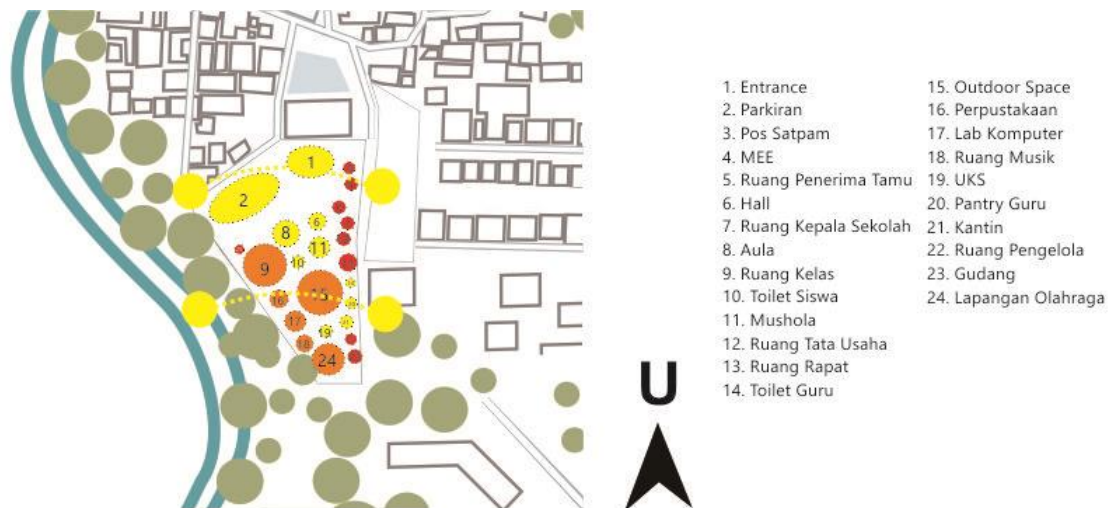 1
2
6
8
11
10
9
15
16
17
19
18
24
U
1. Entrance
2. Parkiran
3. Pos Satpam
4. MEE
5. Ruang Penerima Tamu
6. Hall
7. Ruang Kepala Sekolah
8. Aula
9. Ruang Kelas
10. Toilet Siswa
11. Mushola
12. Ruang Tata Usaha
13. Ruang Rapat
14. Toilet Guru
15. Outdoor Space
16. Perpustakaan
17. Lab Komputer
18. Ruang Musik
19. UKS
20. Pantry Guru
21. Kantin
22. Ruang Pengelola
23. Gudang
24. Lapangan Olahraga